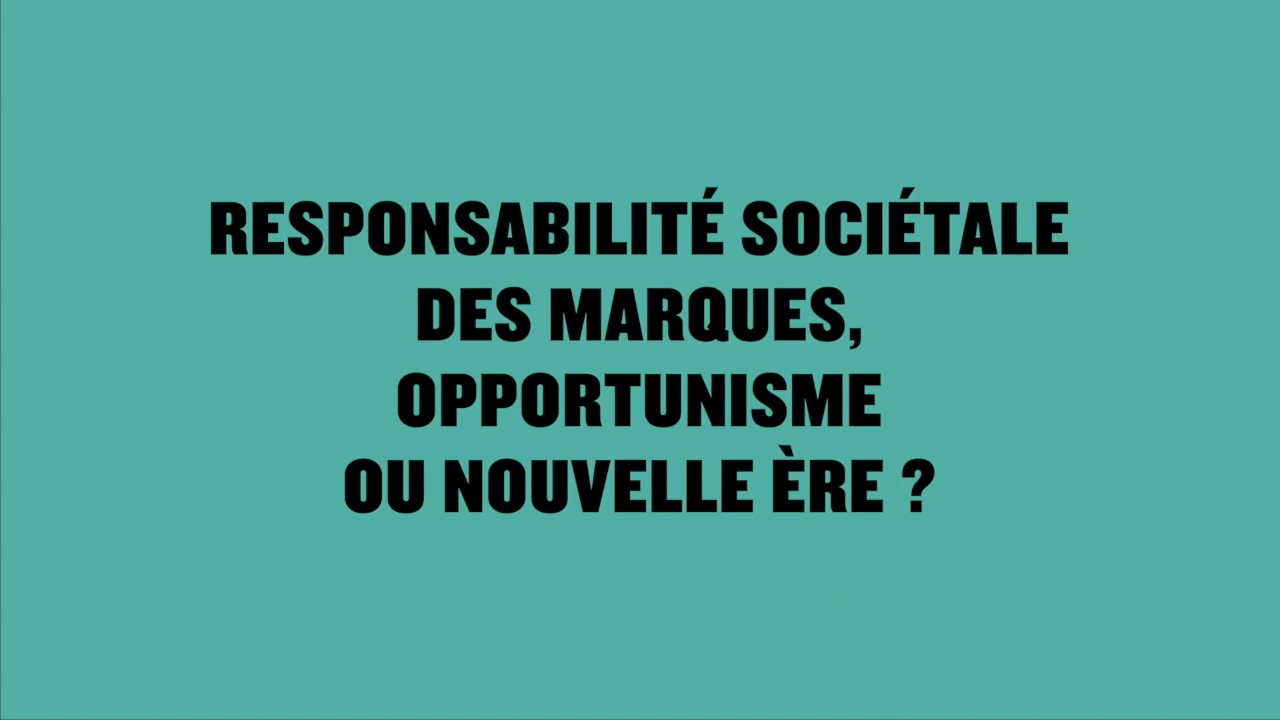 RESPONSABILITÉ SOCIÉTALE
DES MARQUES,
OPPORTUNISME
OU NOUVELLE ÈRE ?